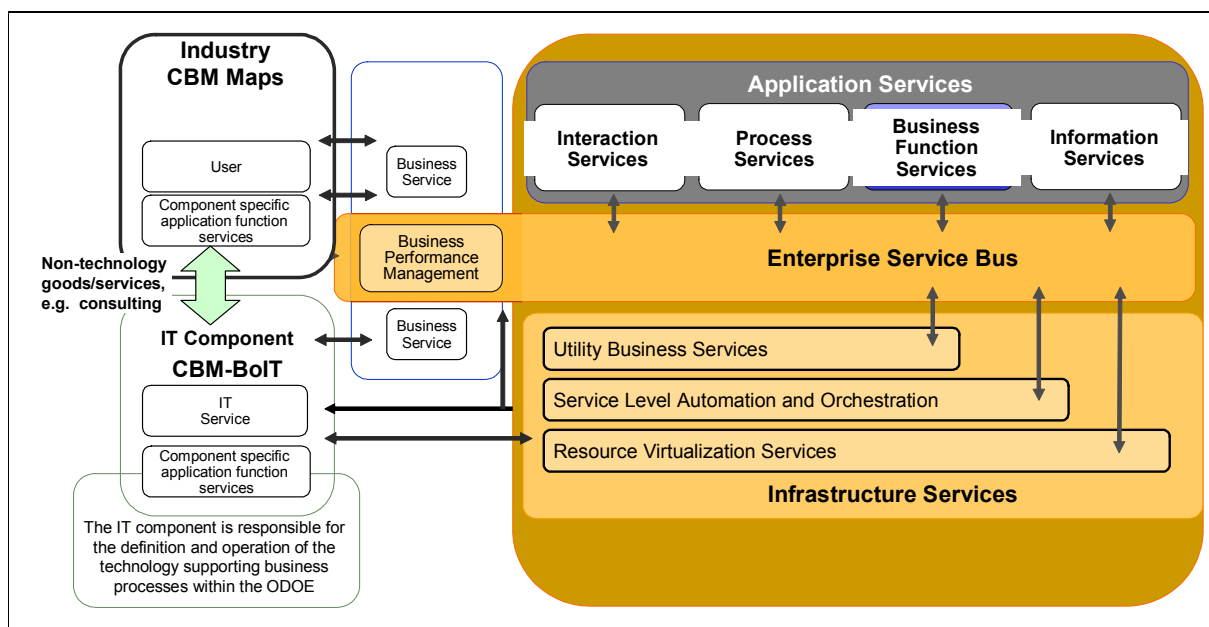 Industry
CBM Maps
User
Component specific
application function
services
Non-technology
goods/services,
e.g. consulting
IT Component
CBM-BoIT
IT
Service
Component specific
application function
services
The IT component is responsible for
the definition and operation of the
technology supporting business
processes within the ODOE
Business
Service
Business
Performance
Management
Business
Service
Application Services
Interaction
Services
Process
Services
Business
Function
Services
Information
Services
Enterprise Service Bus
Utility Business Services
Service Level Automation and Orchestration
Resource Virtualization Services
Infrastructure Services